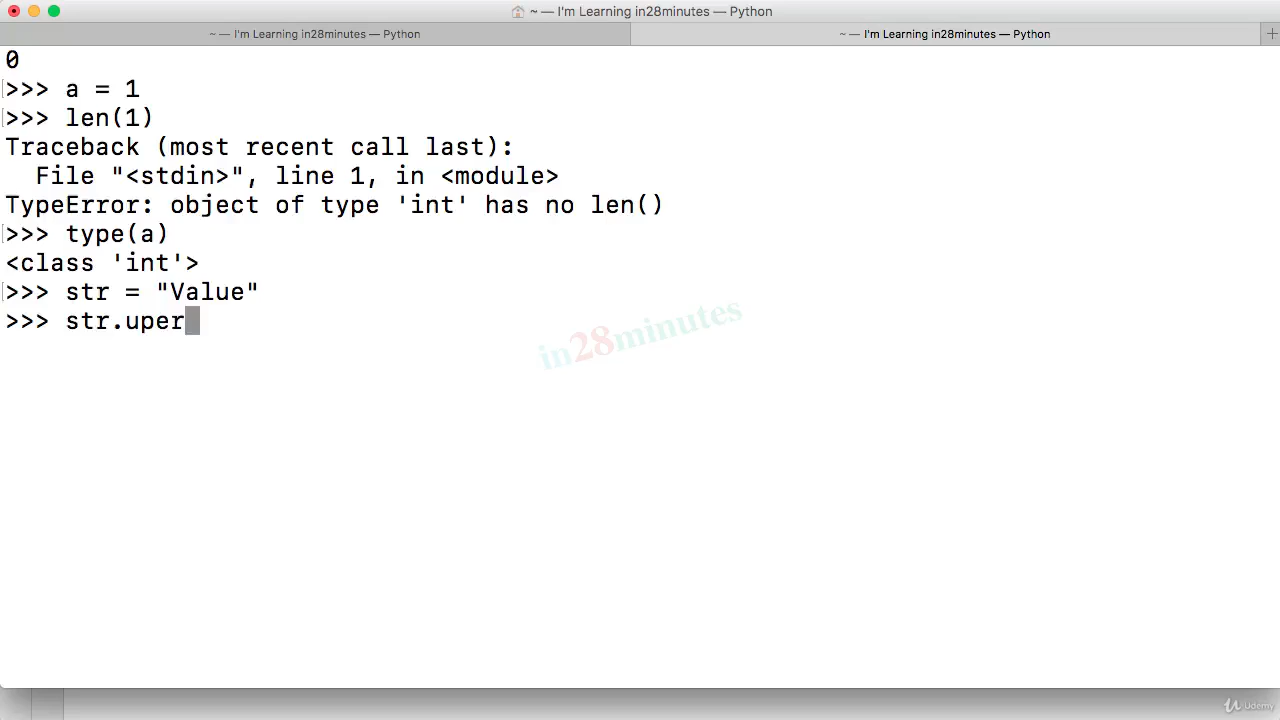 ~ — I'm Learning in28minutes — Python
~ — I'm Learning in28minutes — Python
~ — I'm Learning in28minutes — Python
0
>>> a = 1
>>> len(1)
Traceback (most recent call last):
  File "<stdin>", line 1, in <module>
TypeError: object of type 'int' has no len()
>>> type(a)
<class 'int'>
>>> str = "Value"
>>> str.uper
in28minutes
Udemy